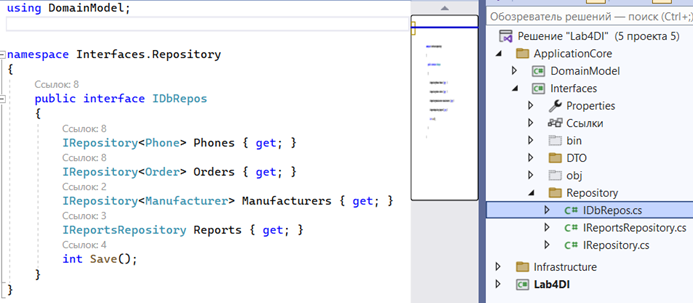 using DomainModel;
namespace Interfaces.Repository
{
Ссылок: 8
public interface IDbRepos
{
Ссылок: 8
IRepository<Phone> Phones { get; }
Ссылок: 8
IRepository<Order> Orders { get; }
Ссылок: 2
IRepository<Manufacturer> Manufacturers { get; }
Ссылок: 3
IReportsRepository Reports { get; }
Ссылок: 4
int Save();
}
}
Обозреватель решений — поиск (Ctrl+;)
Решение "Lab4DI" (5 проекта 5)
ApplicationCore
DomainModel
Interfaces
Properties
Ссылки
bin
DTO
obj
Repository
C# IDbRepos.cs
C# IReportsRepository.cs
C# IRepository.cs
Infrastructure
Lab4DI